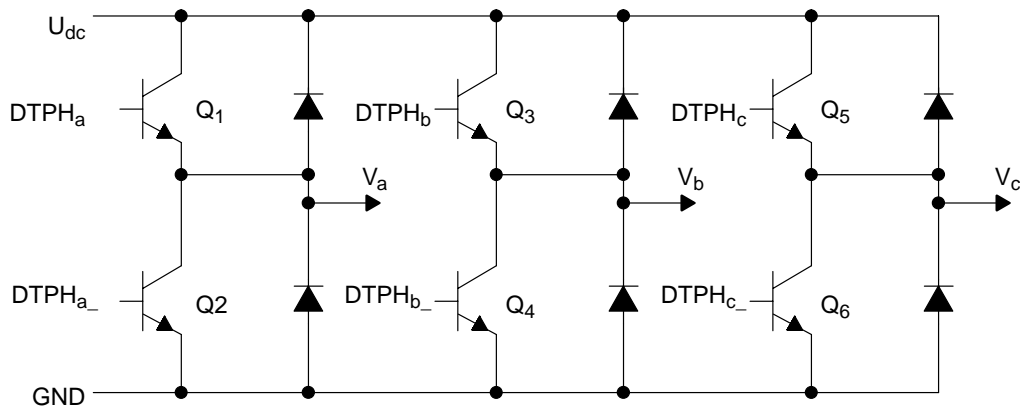 U_dc
DTPH_a Q_1 DTPH_b Q_3 DTPH_c Q_5
V_a V_b V_c
DTPH_a_ Q2 DTPH_b_ Q_4 DTPH_c_ Q_6
GND